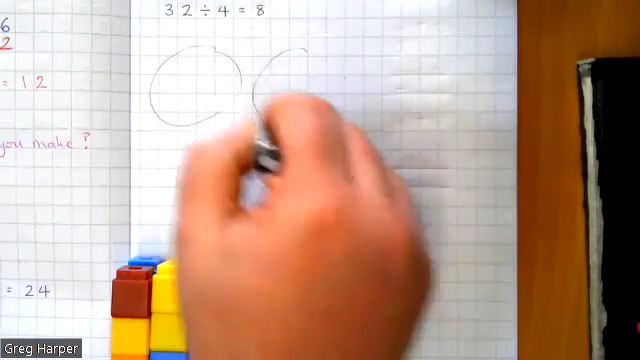 32÷4=8
6
2
= 12
you make?
= 24
Greg Harper